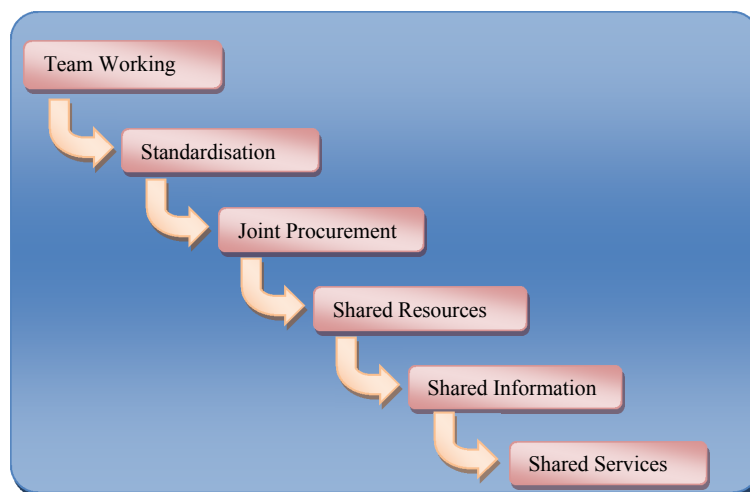 Team Working
Standardisation
Joint Procurement
Shared Resources
Shared Information
Shared Services